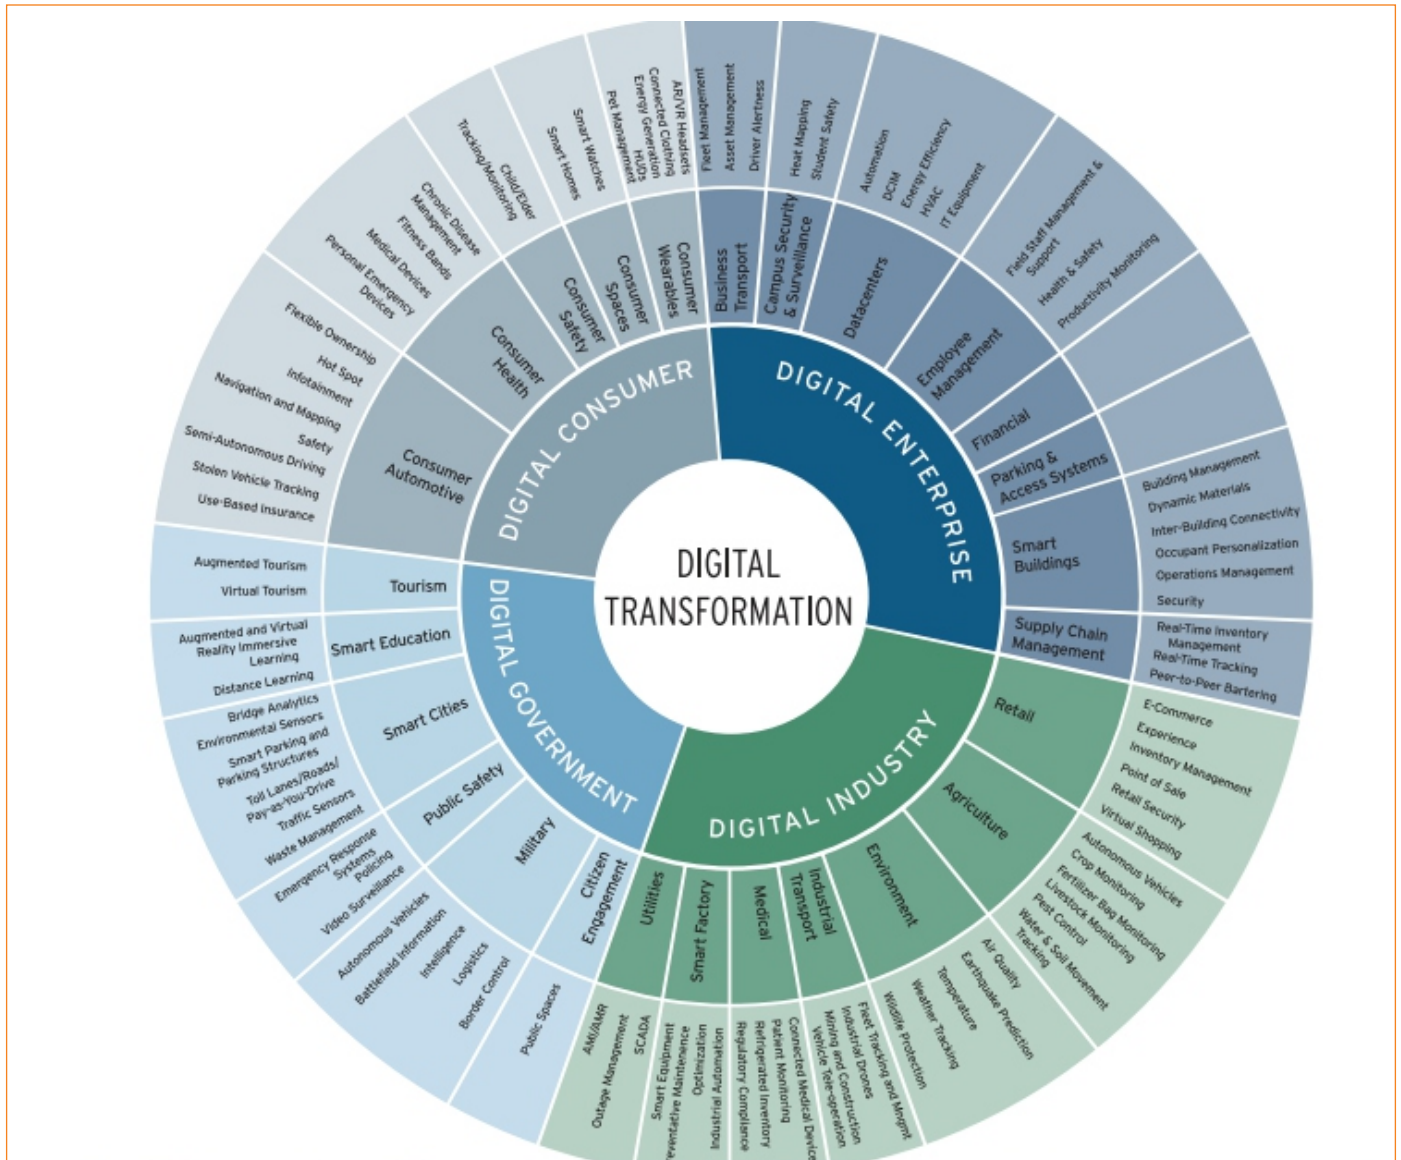 DIGITAL
TRANSFORMATION
DIGITAL ENTERPRISE
Business
Transport
Fleet Management
Asset Management
Driver Alertness
Campus Security
& Surveillance
Heat Mapping
Student Safety
Datacenters
Automation
DCIM
Energy Efficiency
HVAC
IT Equipment
Employee
Management
Field Staff Management &
Support
Health & Safety
Productivity Monitoring
Financial
Parking &
Access Systems
Smart
Buildings
Building Management
Dynamic Materials
Inter-Building Connectivity
Occupant Personalization
Operations Management
Security
Supply Chain
Management
Real-Time Inventory
Management
Real-Time Tracking
Peer-to-Peer Bartering
DIGITAL INDUSTRY
Retail
E-Commerce
Experience
Inventory Management
Point of Sale
Retail Security
Virtual Shopping
Agriculture
Autonomous Vehicles
Crop Monitoring
Fertilizer Bag Monitoring
Livestock Monitoring
Pest Control
Water & Soil Movement
Tracking
Environment
Air Quality
Earthquake Prediction
Temperature
Weather Tracking
Wildlife Protection
Industrial
Transport
Fleet Tracking and Mngmt
Industrial Drones
Mining and Construction
Vehicle Tele-operation
Medical
Connected Medical Device
Patient Monitoring
Refrigerated Inventory
Regulatory Compliance
Smart Factory
Industrial Automation
Optimization
eventative Maintenence
Smart Equipment
Utilities
SCADA
Outage Management
AMI/AMR
DIGITAL GOVERNMENT
Citizen
Engagement
Public Spaces
Military
Border Control
Logistics
Intelligence
Battlefield Information
Autonomous Vehicles
Public Safety
Video Surveillance
Policing
Emergency Response
Systems
Smart Cities
Bridge Analytics
Environmental Sensors
Smart Parking and
Parking Structures
Toll Lanes/Roads/
Pay-as-You-Drive
Traffic Sensors
Waste Management
Smart Education
Augmented and Virtual
Reality Immersive
Learning
Distance Learning
Tourism
Augmented Tourism
Virtual Tourism
DIGITAL CONSUMER
Consumer
Automotive
Flexible Ownership
Hot Spot
Infotainment
Navigation and Mapping
Safety
Semi-Autonomous Driving
Stolen Vehicle Tracking
Use-Based Insurance
Consumer
Health
Chronic Disease
Management
Fitness Bands
Medical Devices
Personal Emergency
Devices
Consumer
Safety
Child/Elder
Tracking/Monitoring
Consumer
Spaces
Smart Watches
Smart Homes
Consumer
Wearables
AR/VR Headsets
Connected Clothing
Energy Generation
HUDs
Pet Management